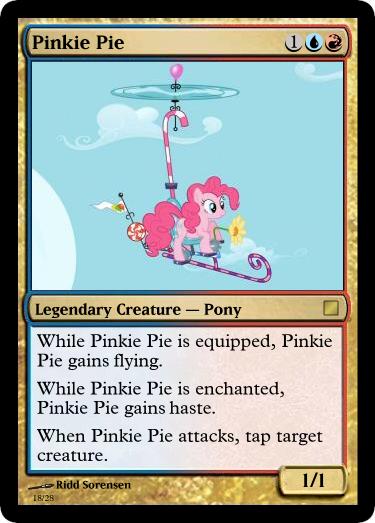 Pinkie Pie 1
Legendary Creature — Pony
While Pinkie Pie is equipped, Pinkie
Pie gains flying.
While Pinkie Pie is enchanted,
Pinkie Pie gains haste.
When Pinkie Pie attacks, tap target
creature.
1/1
Ridd Sorensen
18/28